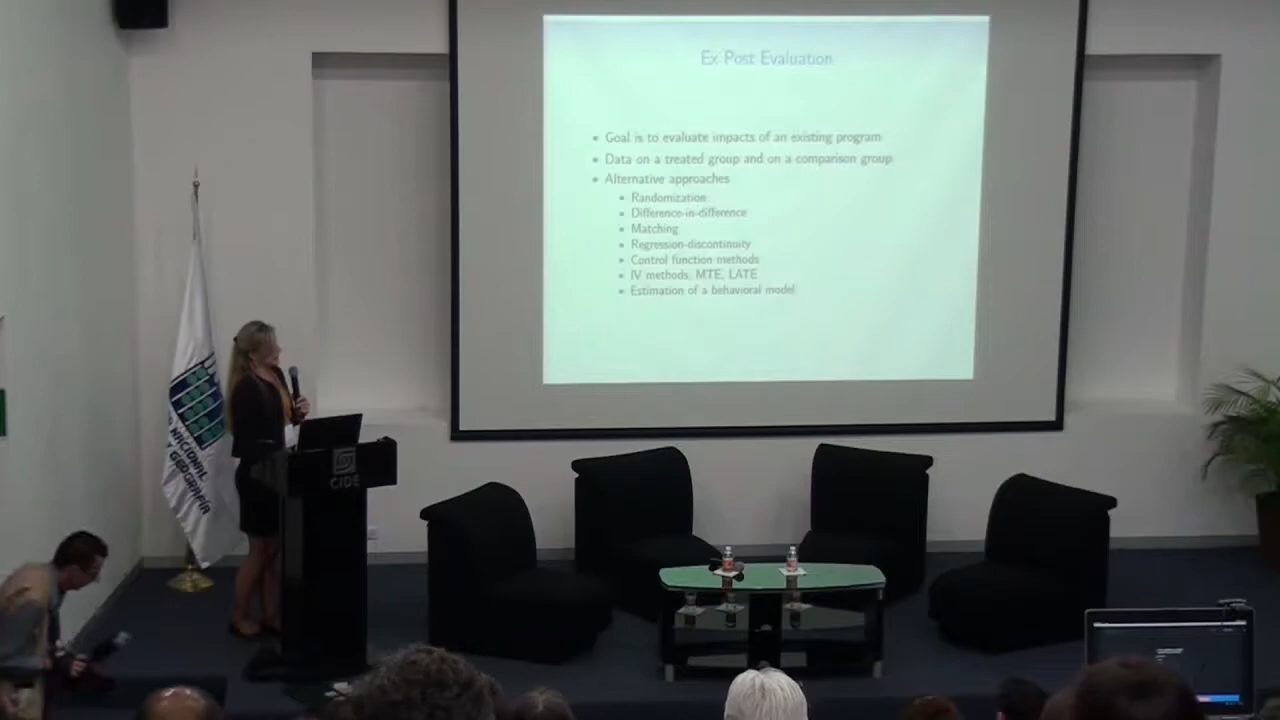 Ex Post Evaluation
Goal is to evaluate impacts of an existing program
Data on a treated group and on a comparison group
Alternative approaches
Randomization
Difference-in-difference
Matching
Regression-discontinuity
Control function methods
IV methods, MTE, LATE
Estimation of a behavioral model
NACIONAL
GEOGRAFÍA
CIDE